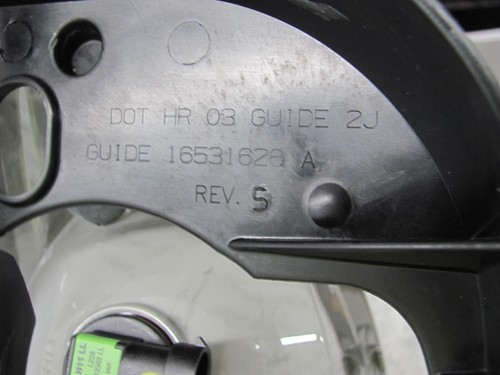 DOT HR 03 GUIDE 2J
GUIDE 16531628 A
REV. 5